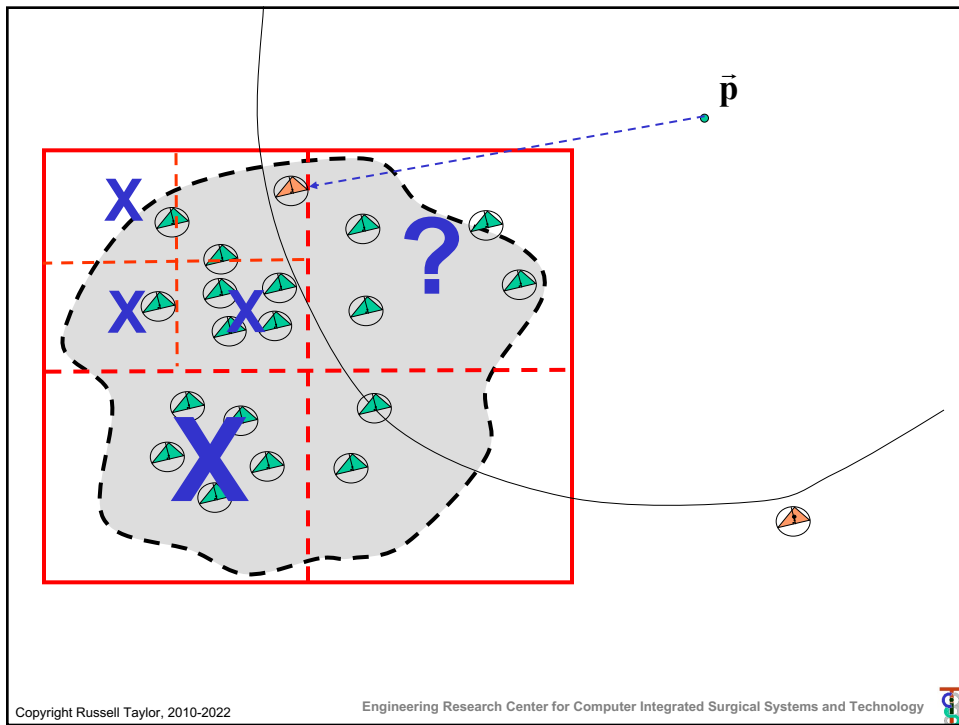 p
X
?
X
X
X
Copyright Russell Taylor, 2010-2022
Engineering Research Center for Computer Integrated Surgical Systems and Technology